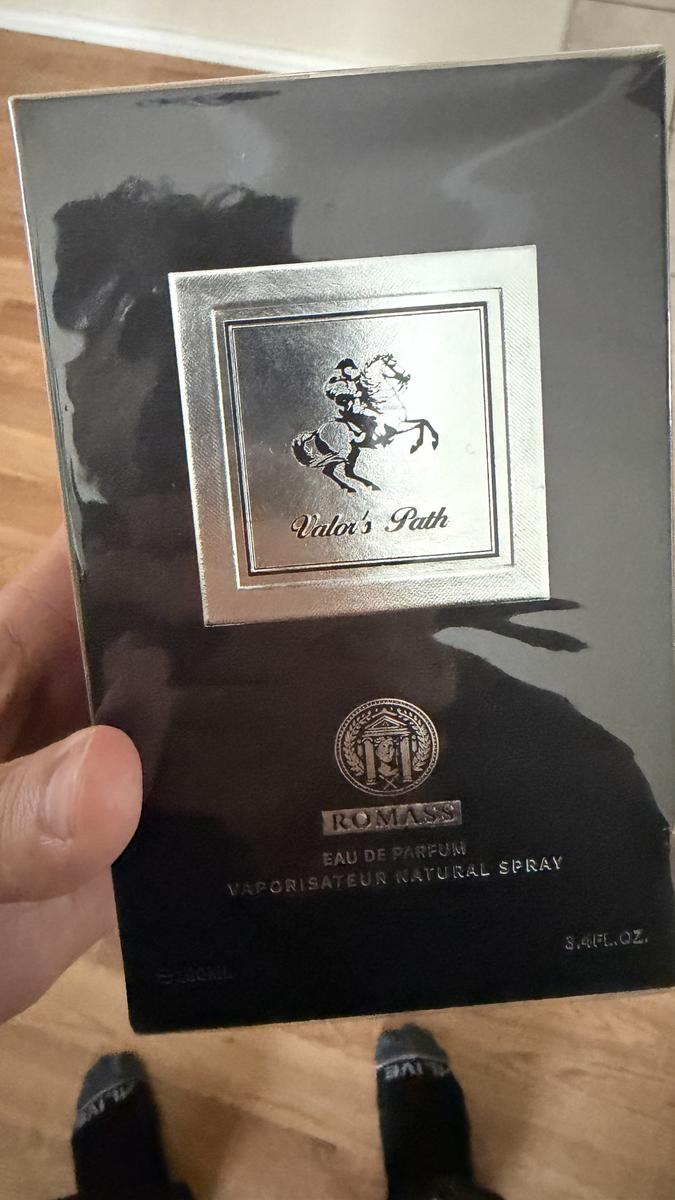 Valor's Path
ROMASS
EAU DE PARFUM
VAPORISATEUR NATURAL SPRAY
3.4FL.OZ.